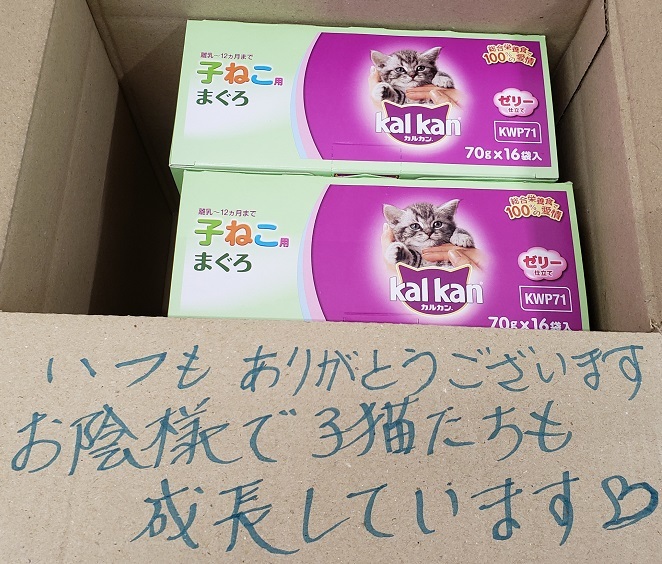 離乳~12ヵ月まで
子ねこ用
まぐろ
総合栄養食で
100%の愛情
kal kan
カルカン
ゼリー
仕立て
KWP71
70g×16袋入
離乳~12ヵ月まで
子ねこ用
まぐろ
総合栄養食で
100%の愛情
kal kan
カルカン
ゼリー
仕立て
KWP71
70g×16袋入
いつもありがとうございます
お陰様で子猫たちも
成長しています♡